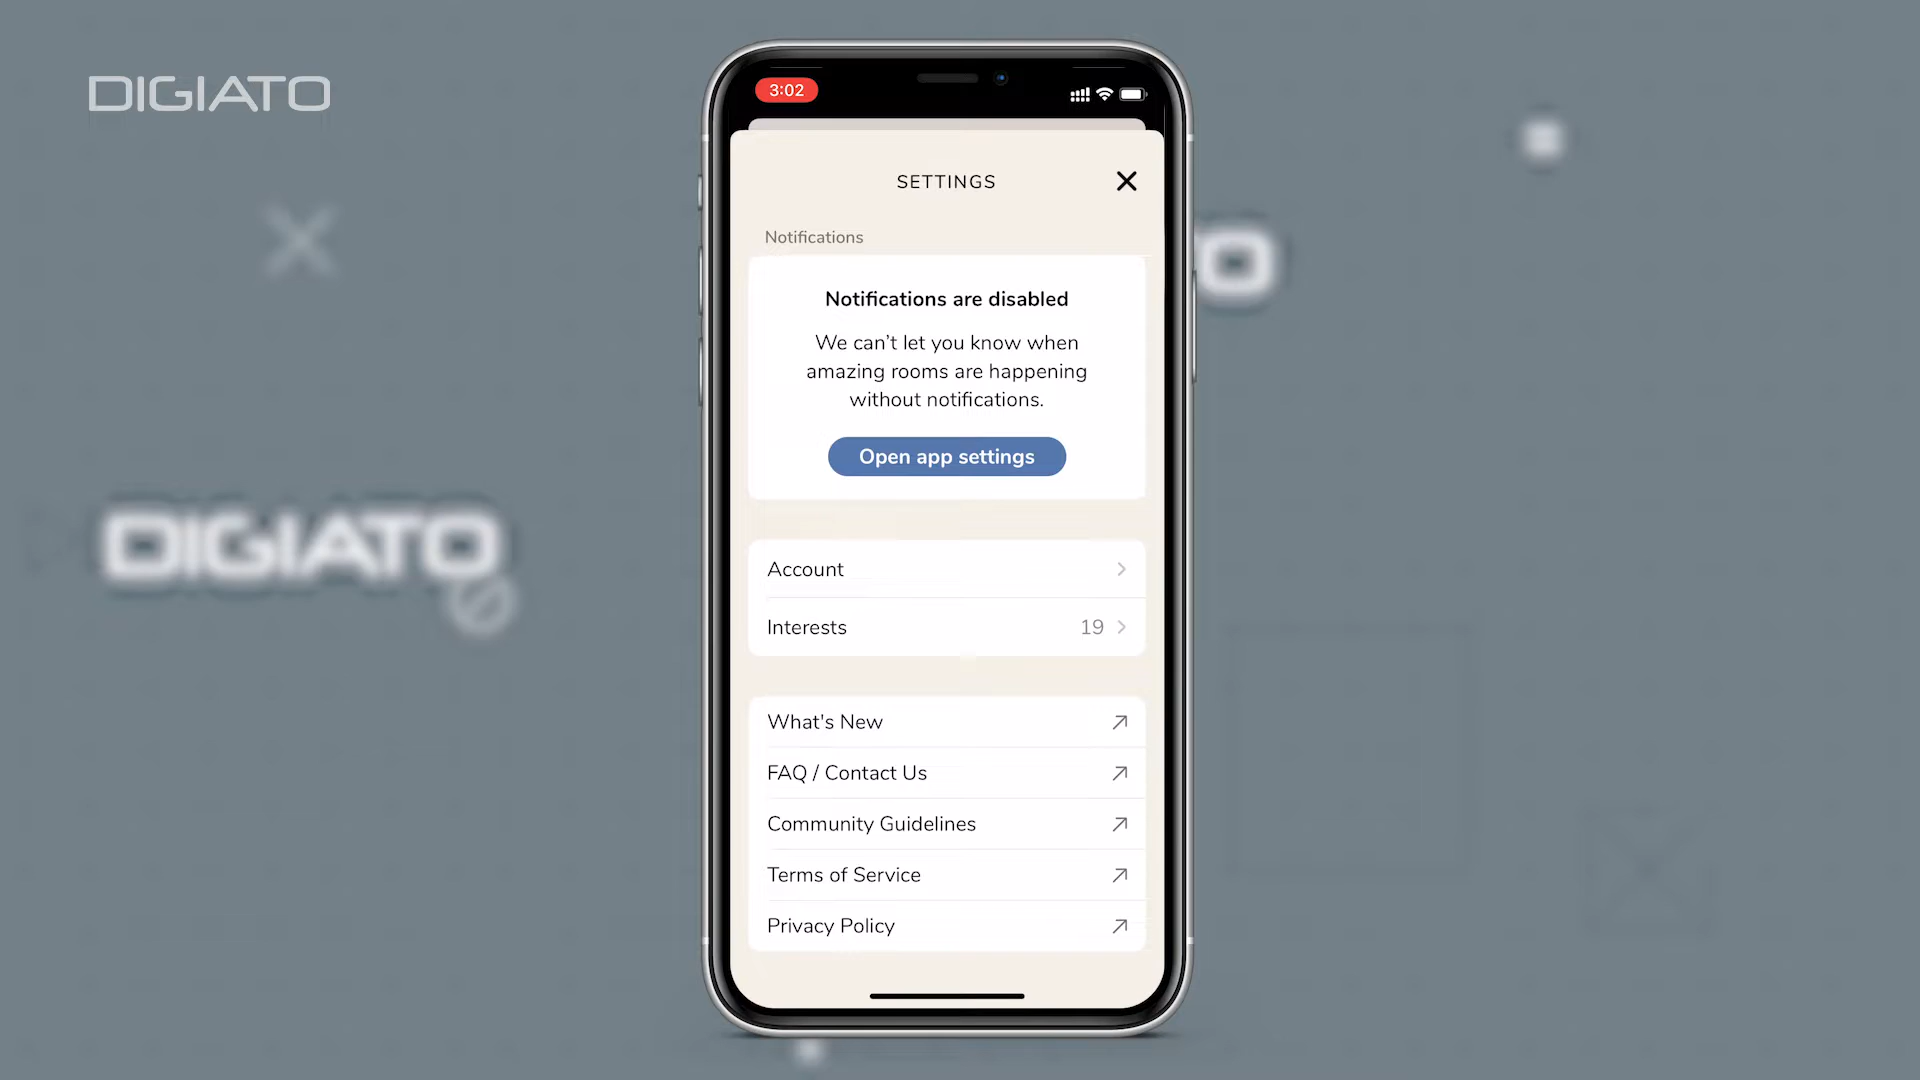 DIGIATO
3:02
SETTINGS
Notifications
Notifications are disabled
We can’t let you know when
amazing rooms are happening
without notifications.
Open app settings
DIGIATO
Account
Interests 19
What's New
FAQ / Contact Us
Community Guidelines
Terms of Service
Privacy Policy